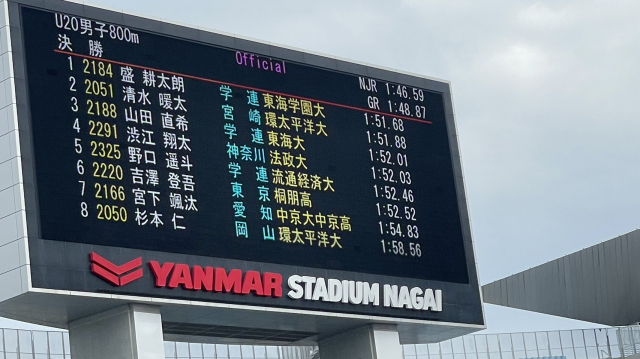 U20男子800m
決 勝 Official NJR 1:46.59
GR 1:48.87
1 2184 盛 耕太朗 学 連 東海学園大 1:51.68
2 2051 清水 暖太 宮 崎 環太平洋大 1:51.88
3 2188 山田 直希 学 連 東海大 1:52.01
4 2291 渋江 翔太 神奈川 法政大 1:52.03
5 2325 野口 遥斗 学 連 流通経済大 1:52.46
6 2220 吉澤 登吾 東 京 桐朋高 1:52.52
7 2166 宮下 颯汰 愛 知 中京大中京高 1:54.83
8 2050 杉本 仁 岡 山 環太平洋大 1:58.56
YANMAR STADIUM NAGAI